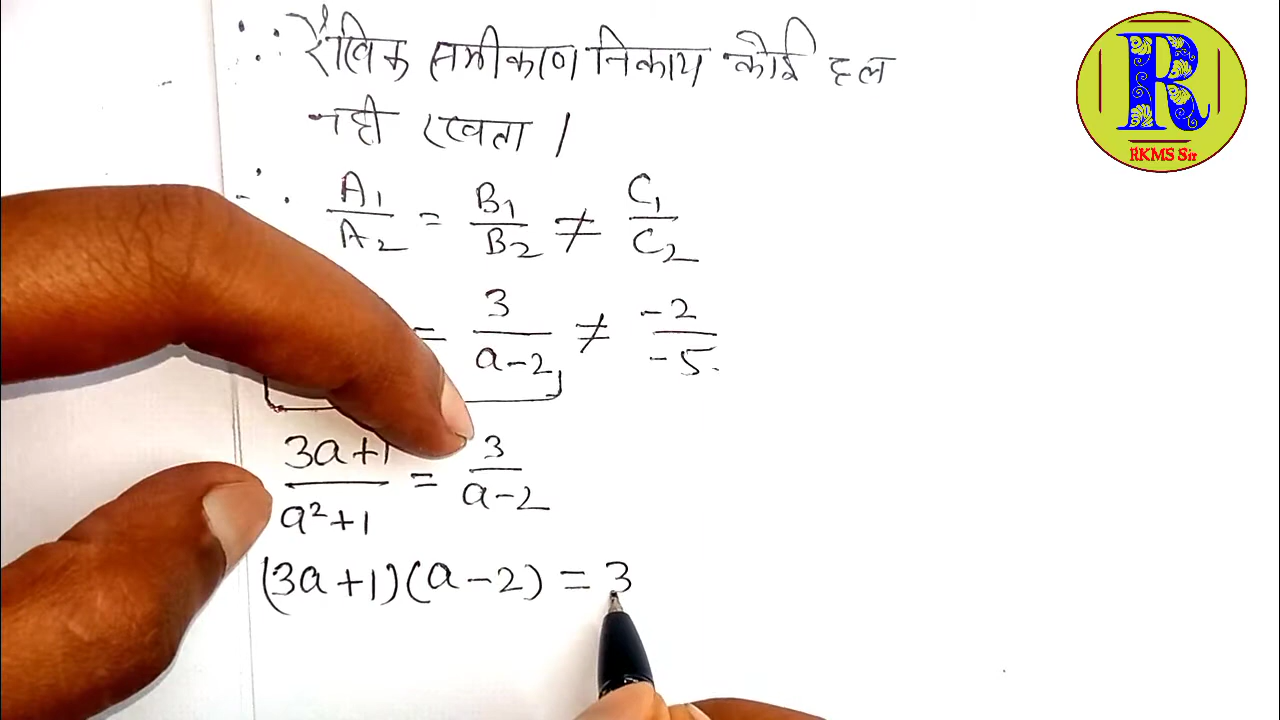 ∵ रैखिक समीकरण निकाय कोई हल
नही रखता ।
∴ A1/A2 = B1/B2 ≠ C1/C2
= 3/a-2 ≠ -2/-5
3a+1/a²+1 = 3/a-2
(3a+1)(a-2) = 3
R
RKMS Sir